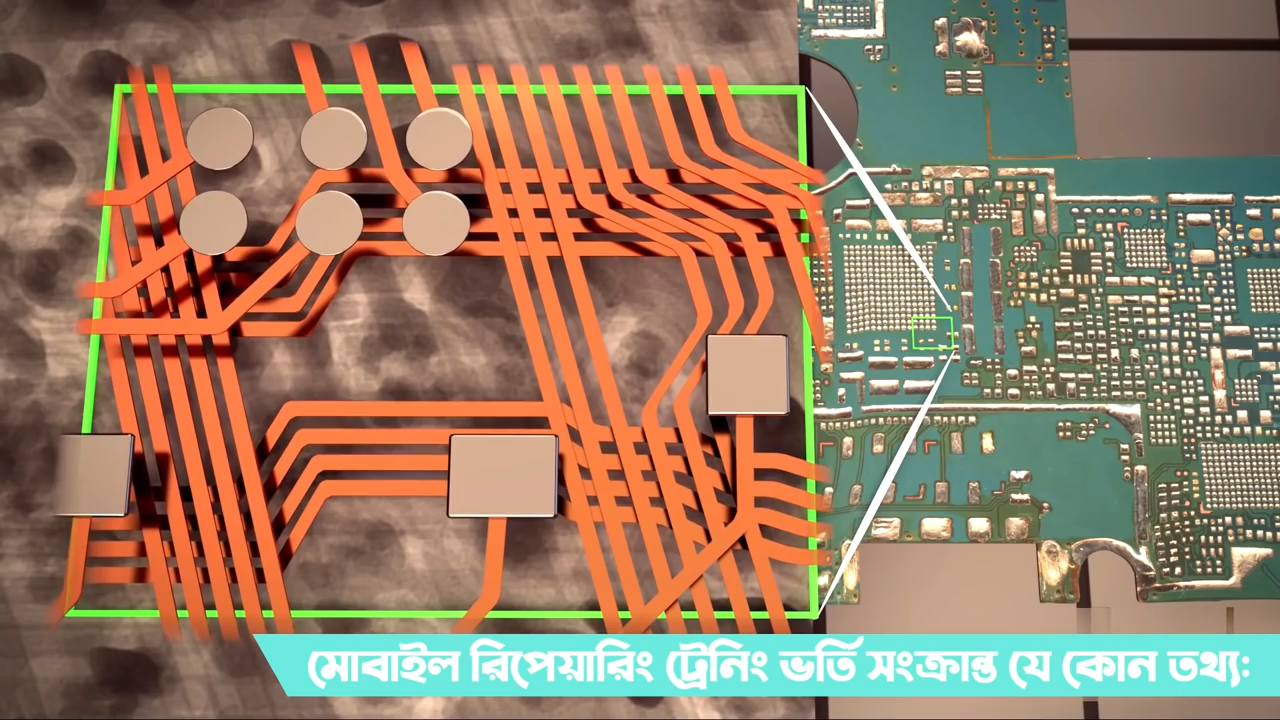 মোবাইল রিপেয়ারিং ট্রেনিং ভর্তি সংক্রান্ত যে কোন তথ্য: